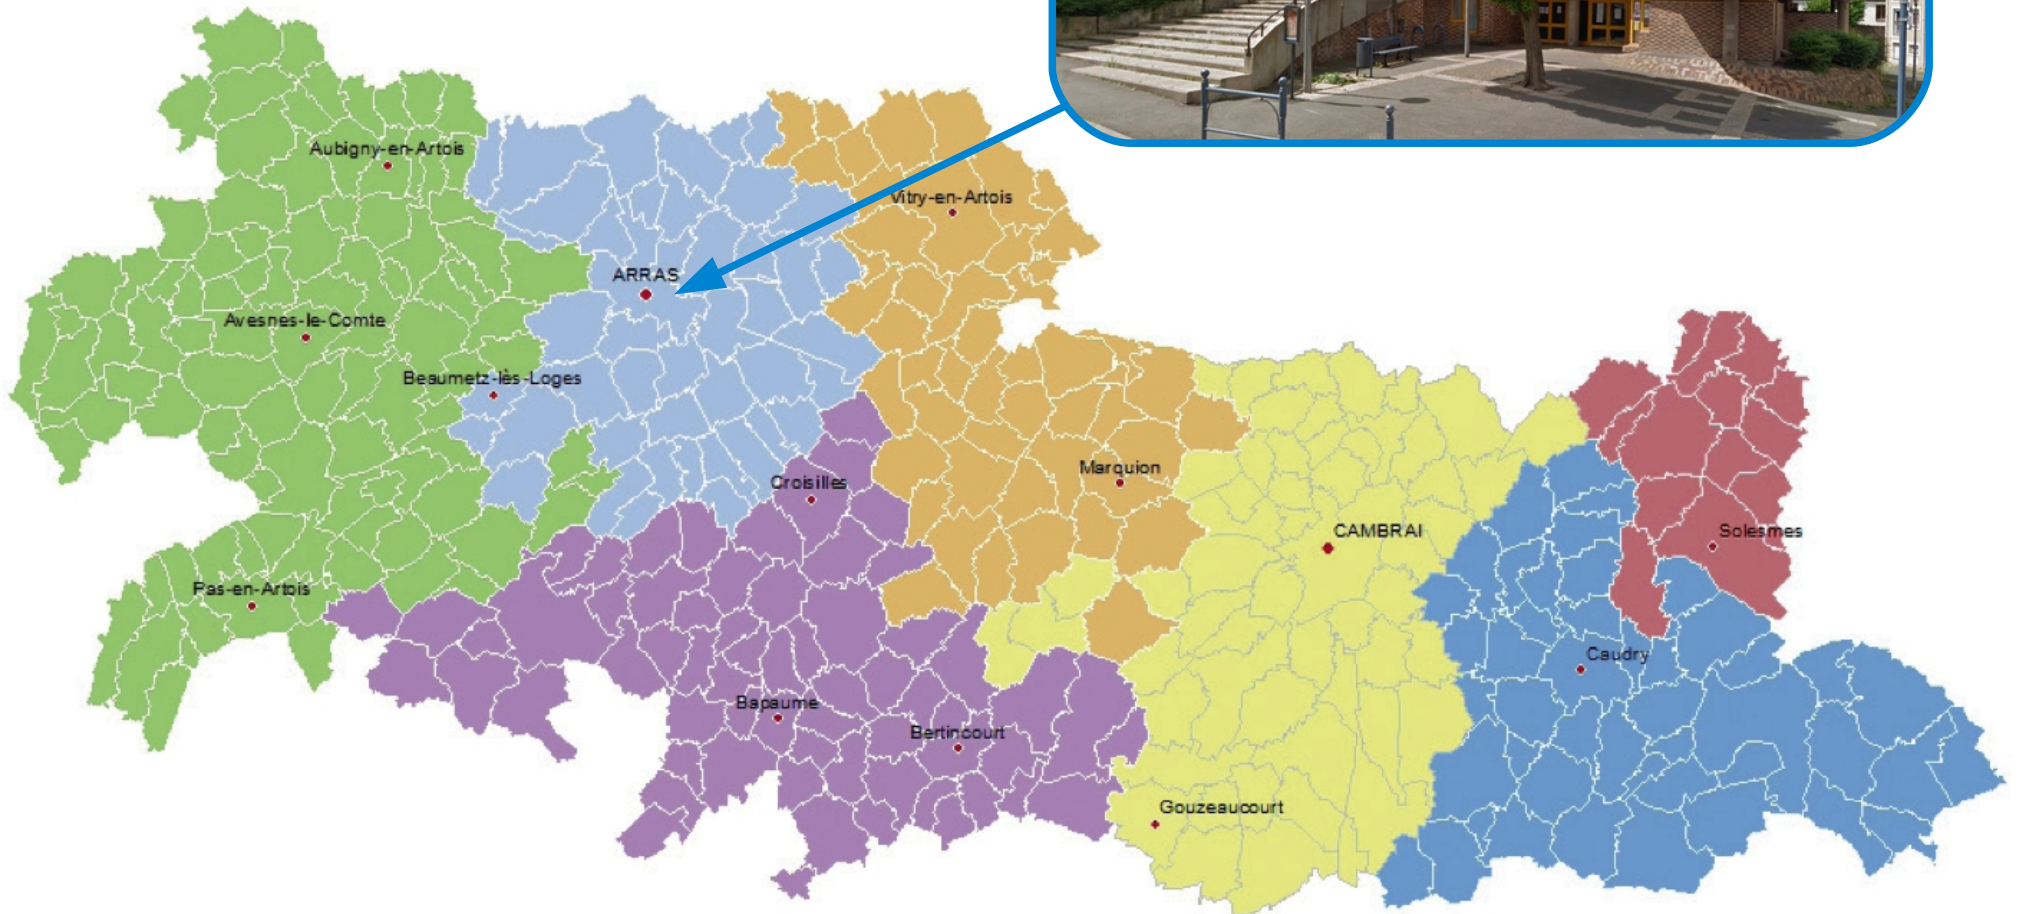 Aubigny-en-Artois
Vitry-en-Artois
ARRAS
Avesnes-le-Comte
Beaumetz-lès-Loges
Marquion
Croisilles
CAMBRAI
Solesmes
Pas-en-Artois
Caudry
Bapaume
Bertincourt
Gouzeaucourt